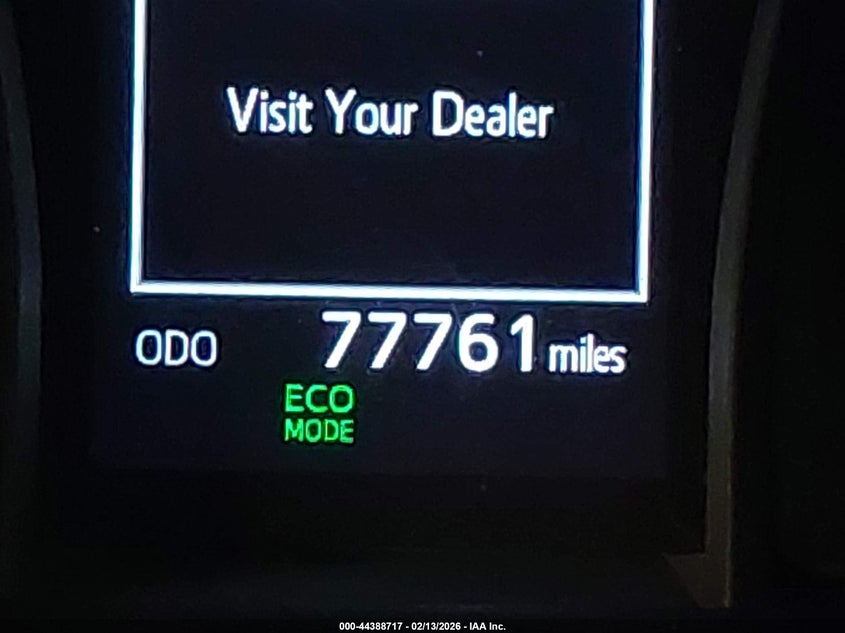 Visit Your Dealer
ODO 77761 miles
ECO
MODE
000-44388717 - 02/13/2026 - IAA Inc.